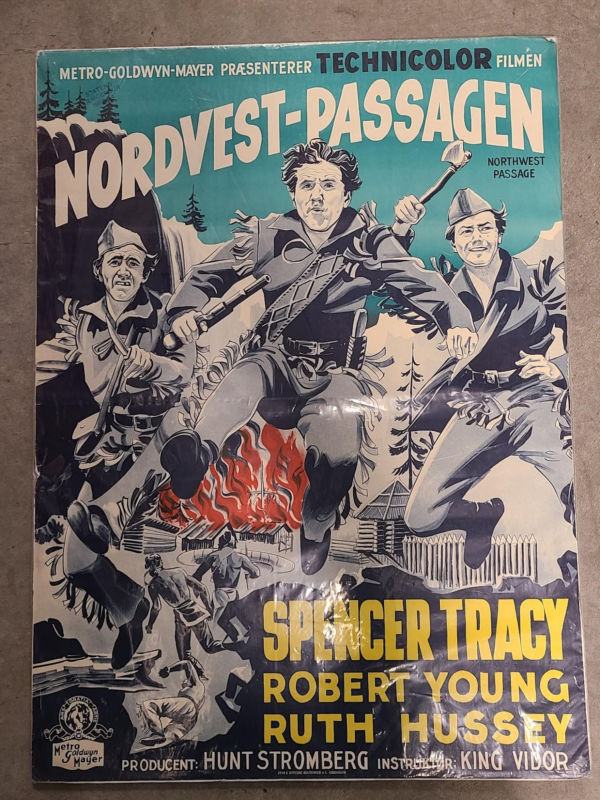 METRO-GOLDWYN-MAYER PRÆSENTERER TECHNICOLOR FILMEN
NORDVEST-PASSAGEN
NORTHWEST
PASSAGE
SPENCER TRACY
ROBERT YOUNG
RUTH HUSSEY
Metro
Goldwyn
Mayer
PRODUCENT: HUNT STROMBERG INSTRUKTØR: KING VIDOR